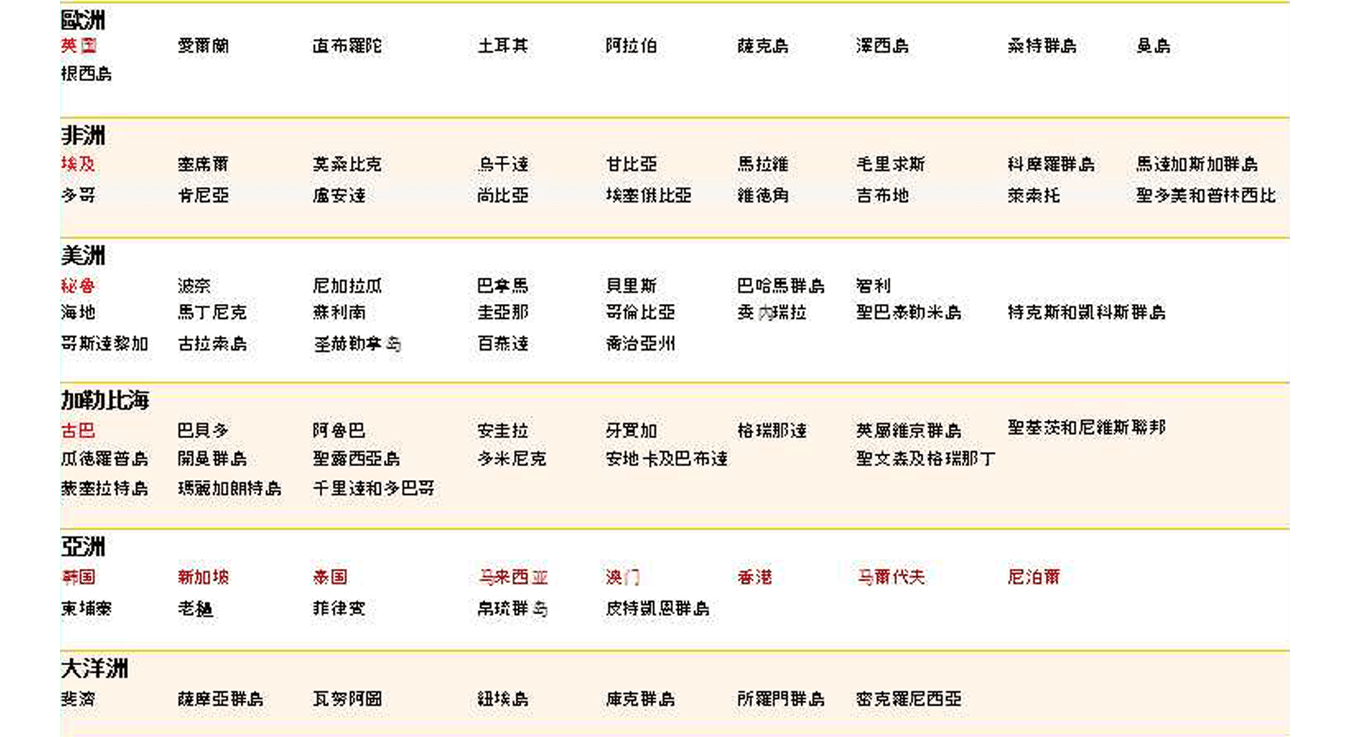 歐洲
英国 愛爾蘭 直布羅陀 土耳其 阿拉伯 薩克島 澤西島 桑特群島 曼島
根西島
非洲
埃及 塞席爾 莫桑比克 烏干達 甘比亞 馬拉維 毛里求斯 科摩羅群島 馬達加斯加群島
多哥 肯尼亞 盧安達 尚比亞 埃塞俄比亞 維德角 吉布地 萊索托 聖多美和普林西比
美洲
秘魯 波奈 尼加拉瓜 巴拿馬 貝里斯 巴哈馬群島 智利
海地 馬丁尼克 蘇利南 圭亞那 哥倫比亞 委内瑞拉 聖巴泰勒米島 特克斯和凱科斯群島
哥斯達黎加 古拉索島 圣赫勒拿岛 百慕達 喬治亞州
加勒比海
古巴 巴貝多 阿魯巴 安圭拉 牙買加 格瑞那達 英屬維京群島 聖基茨和尼維斯聯邦
瓜德羅普島 開曼群島 聖露西亞島 多米尼克 安地卡及巴布達 聖文森及格瑞那丁
蒙塞拉特島 瑪麗加朗特島 千里達和多巴哥
亞洲
韩国 新加坡 泰国 马来西亚 澳门 香港 马爾代夫 尼泊爾
柬埔寨 老撾 菲律宾 帛琉群岛 皮特凱恩群島
大洋洲
斐濟 薩摩亞群島 瓦努阿圖 紐埃島 庫克群島 所羅門群島 密克羅尼西亞